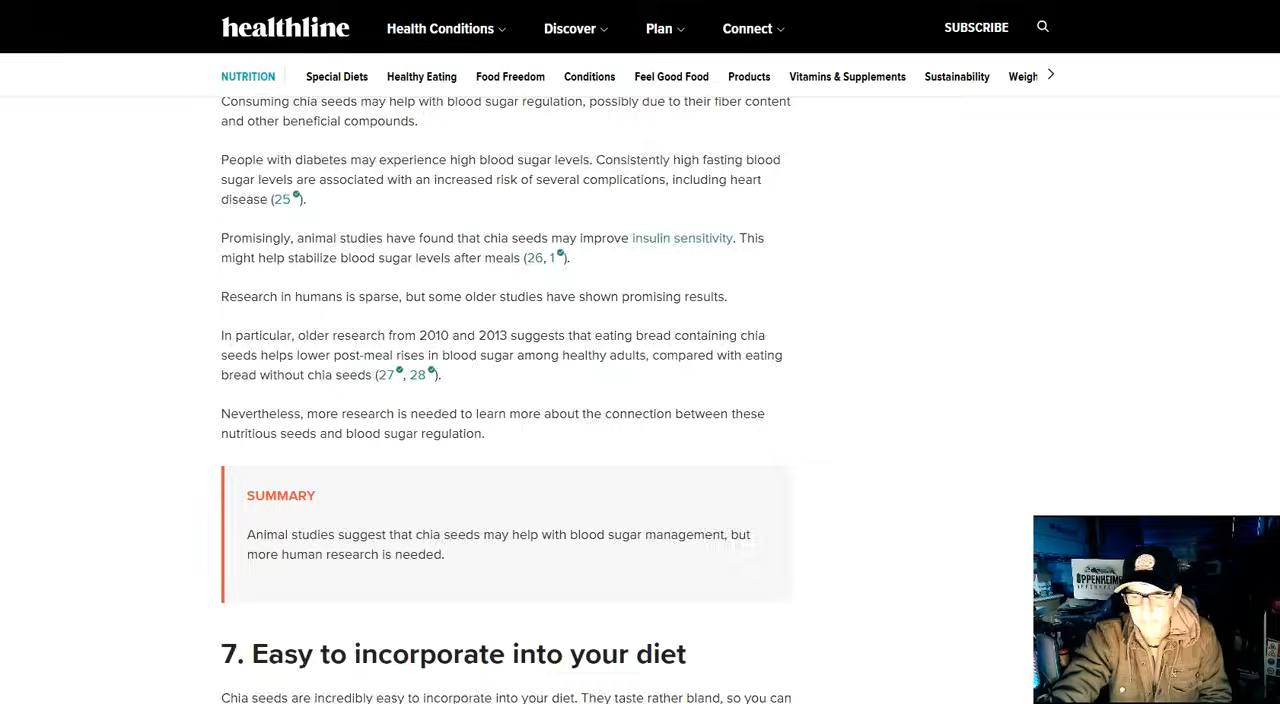 healthline
Health Conditions
Discover
Plan
Connect
SUBSCRIBE
NUTRITION
Special Diets
Healthy Eating
Food Freedom
Conditions
Feel Good Food
Products
Vitamins & Supplements
Sustainability
Weigh
Consuming chia seeds may help with blood sugar regulation, possibly due to their fiber content
and other beneficial compounds.
People with diabetes may experience high blood sugar levels. Consistently high fasting blood
sugar levels are associated with an increased risk of several complications, including heart
disease (25).
Promisingly, animal studies have found that chia seeds may improve insulin sensitivity. This
might help stabilize blood sugar levels after meals (26, 1).
Research in humans is sparse, but some older studies have shown promising results.
In particular, older research from 2010 and 2013 suggests that eating bread containing chia
seeds helps lower post-meal rises in blood sugar among healthy adults, compared with eating
bread without chia seeds (27, 28).
Nevertheless, more research is needed to learn more about the connection between these
nutritious seeds and blood sugar regulation.
SUMMARY
Animal studies suggest that chia seeds may help with blood sugar management, but
more human research is needed.
7. Easy to incorporate into your diet
Chia seeds are incredibly easy to incorporate into your diet. They taste rather bland, so you can